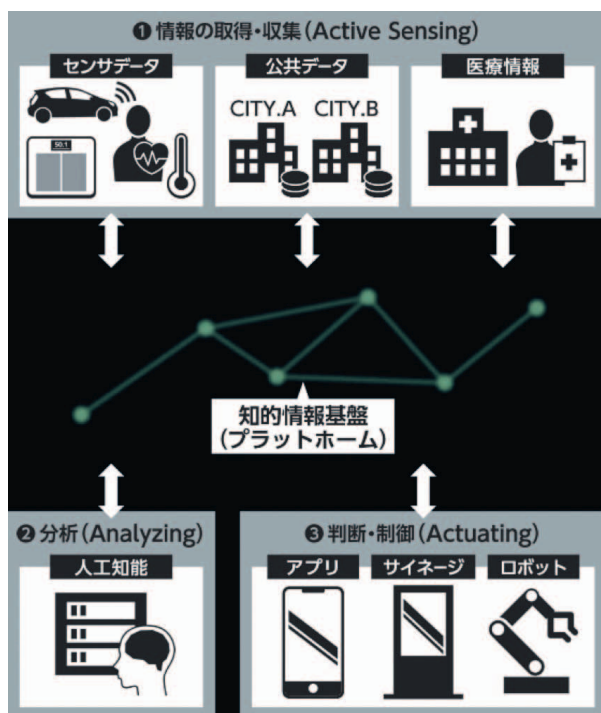 ❶情報の取得・収集(Active Sensing)
センサデータ
公共データ
医療情報
CITY.A
CITY.B
50.1
知的情報基盤
(プラットホーム)
❷分析(Analyzing)
❸判断・制御(Actuating)
人工知能
アプリ
サイネージ
ロボット